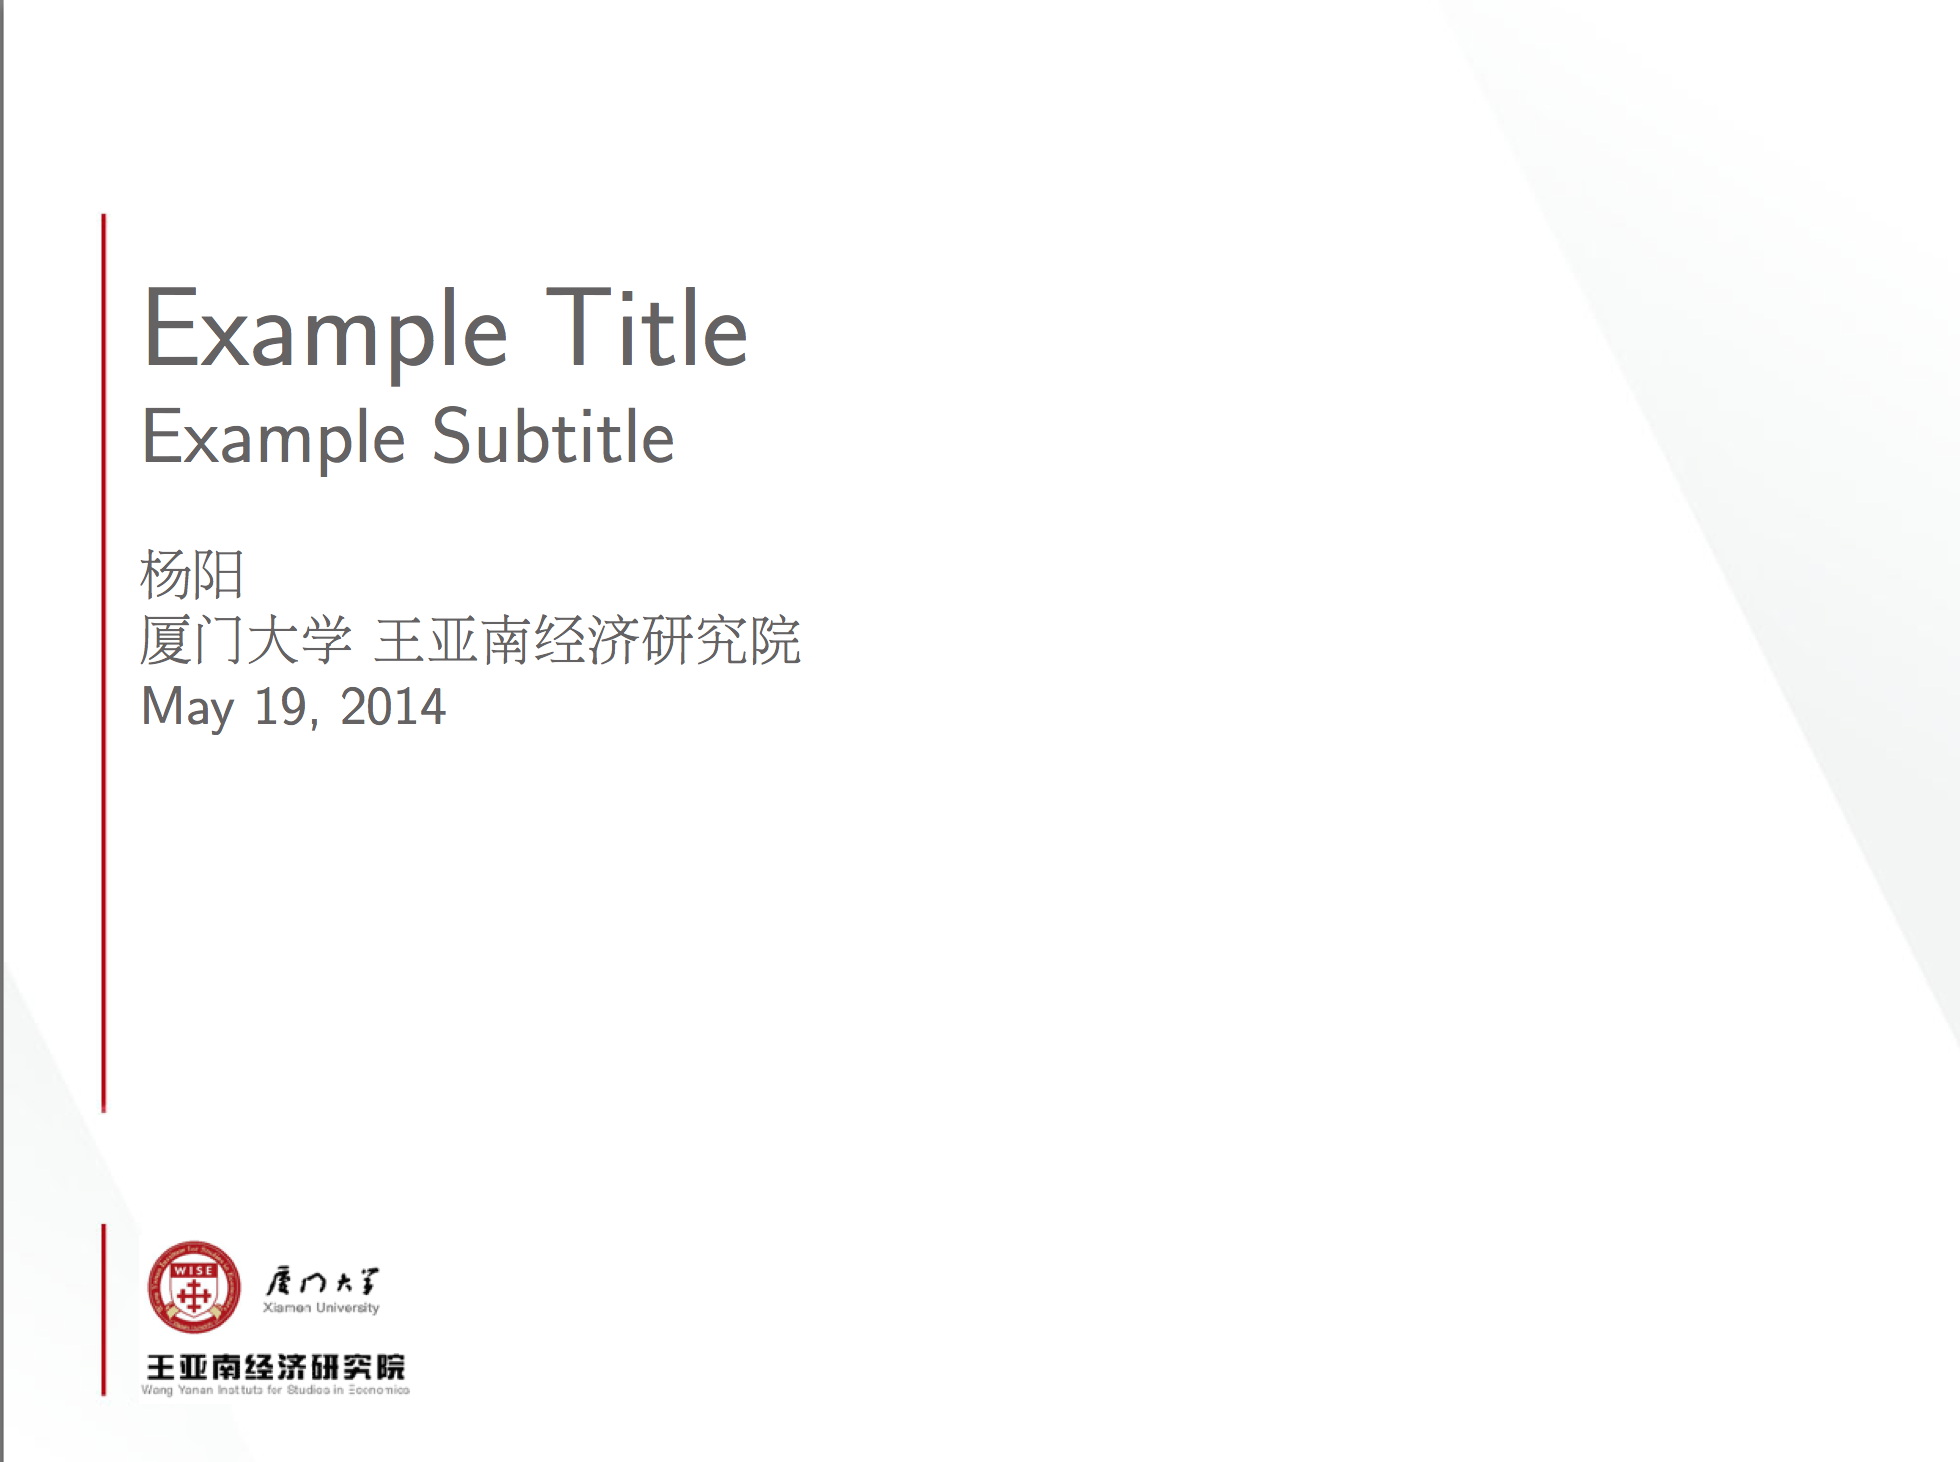 Example Title
Example Subtitle
杨阳
厦门大学 王亚南经济研究院
May 19, 2014
WISE
厦门大学
Xiamen University
王亚南经济研究院
Wang Yanan Institute for Studies in Economics